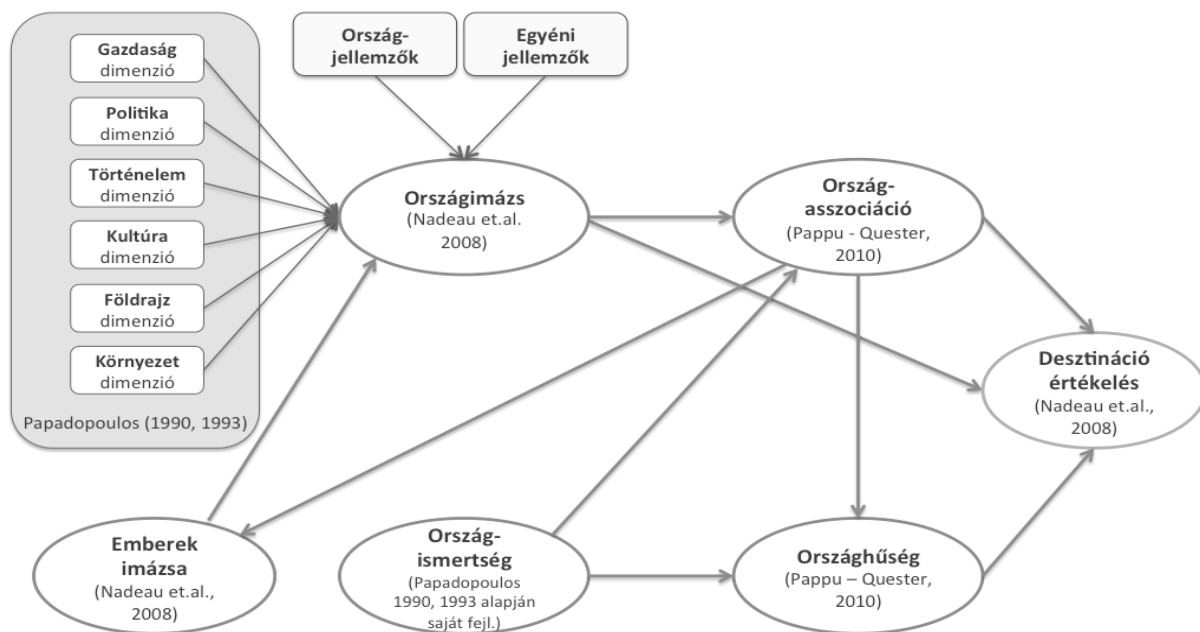 Gazdaság
dimenzió
Politika
dimenzió
Történelem
dimenzió
Kultúra
dimenzió
Földrajz
dimenzió
Környezet
dimenzió
Papadopoulos (1990, 1993)
Ország-
jellemzők
Egyéni
jellemzők
Országimázs
(Nadeau et.al.
2008)
Ország-
asszociáció
(Pappu - Quester,
2010)
Desztináció
értékelés
(Nadeau et.al.,
2008)
Emberek
imázsa
(Nadeau et.al.,
2008)
Ország-
ismertség
(Papadopoulos
1990, 1993 alapján
saját fejl.)
Országhűség
(Pappu – Quester,
2010)